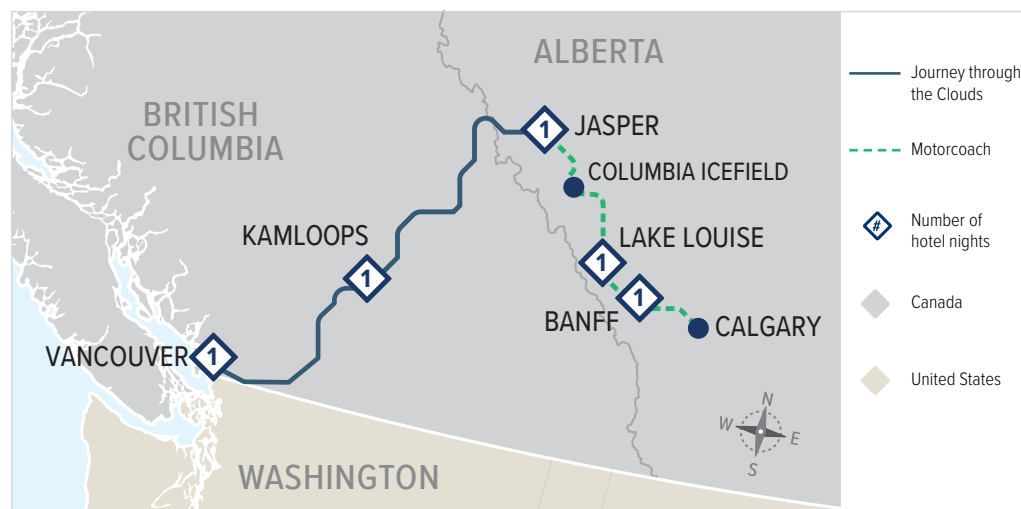 ALBERTA
BRITISH
COLUMBIA
1
JASPER
COLUMBIA ICEFIELD
KAMLOOPS
1
LAKE LOUISE
1
1
BANFF
CALGARY
VANCOUVER
1
WASHINGTON
N
W
E
S
Journey through
the Clouds
Motorcoach
#
Number of
hotel nights
Canada
United States